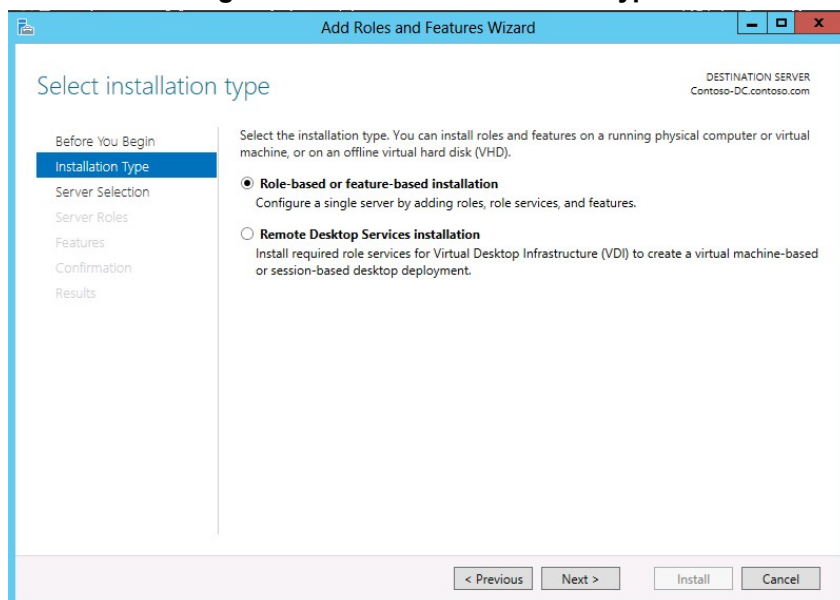 Add Roles and Features Wizard
Select installation type
DESTINATION SERVER
Contoso-DC.contoso.com
Before You Begin
Installation Type
Server Selection
Server Roles
Features
Confirmation
Results
Select the installation type. You can install roles and features on a running physical computer or virtual
machine, or on an offline virtual hard disk (VHD).
Role-based or feature-based installation
Configure a single server by adding roles, role services, and features.
Remote Desktop Services installation
Install required role services for Virtual Desktop Infrastructure (VDI) to create a virtual machine-based
or session-based desktop deployment.
< Previous
Next >
Install
Cancel